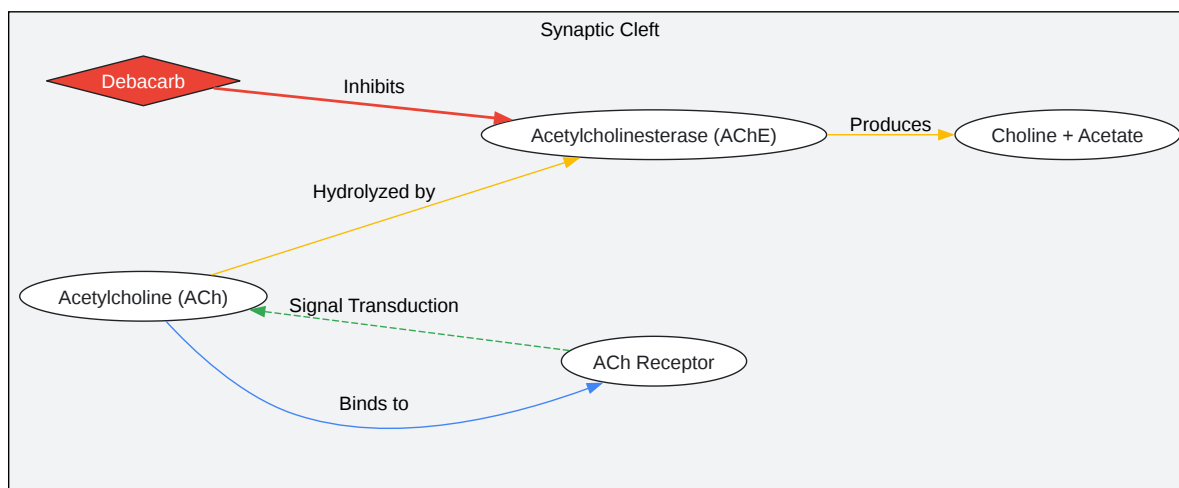 Synaptic Cleft
Debacarb
Inhibits
Acetylcholinesterase (AChE)
Produces
Choline + Acetate
Hydrolyzed by
Acetylcholine (ACh)
Signal Transduction
ACh Receptor
Binds to